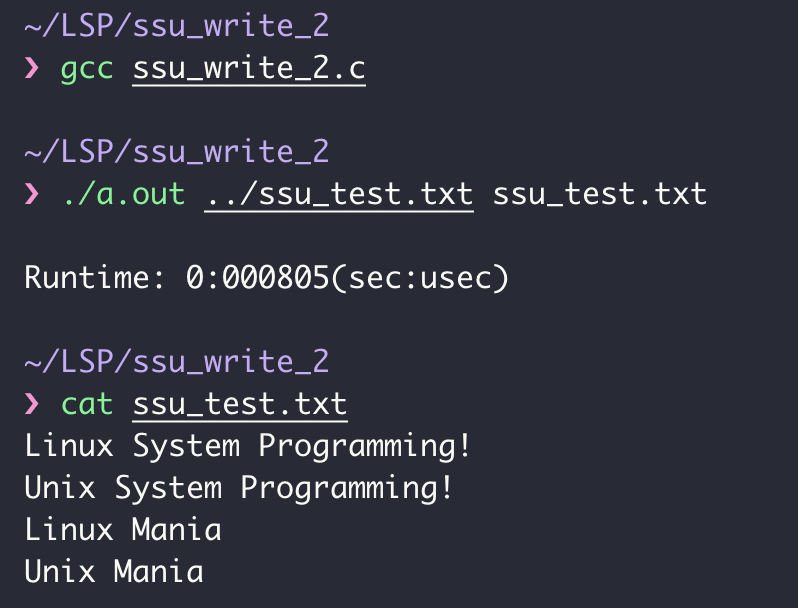 ~/LSP/ssu_write_2
❯ gcc ssu_write_2.c
~/LSP/ssu_write_2
❯ ./a.out ../ssu_test.txt ssu_test.txt
Runtime: 0:000805(sec:usec)
~/LSP/ssu_write_2
❯ cat ssu_test.txt
Linux System Programming!
Unix System Programming!
Linux Mania
Unix Mania